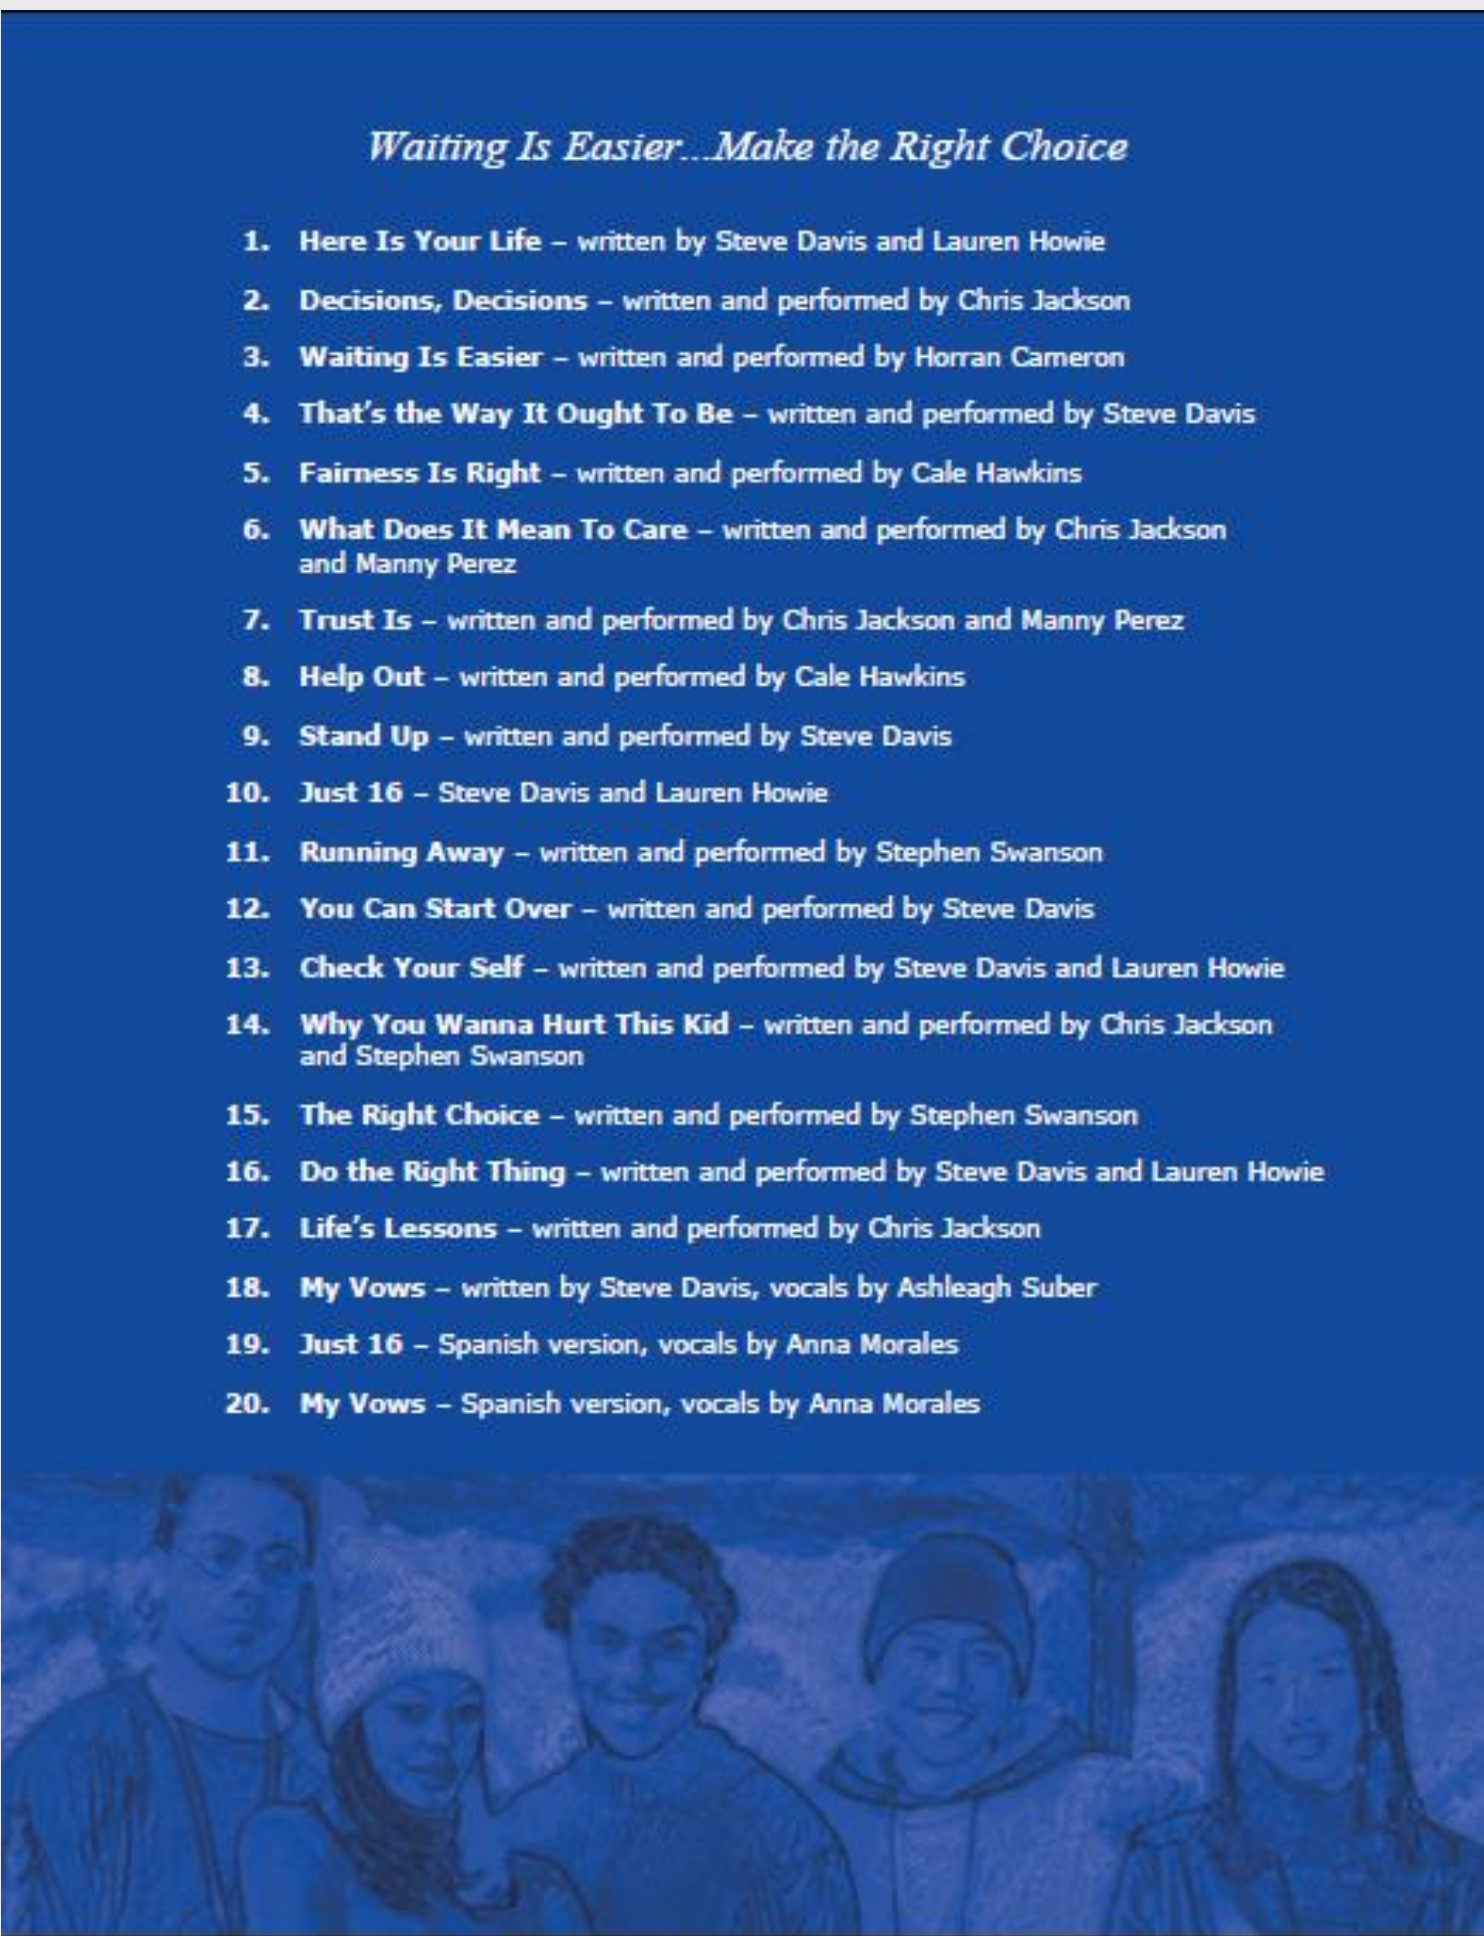 Waiting Is Easier...Make the Right Choice
1. Here Is Your Life – written by Steve Davis and Lauren Howie
2. Decisions, Decisions – written and performed by Chris Jackson
3. Waiting Is Easier – written and performed by Horran Cameron
4. That’s the Way It Ought To Be – written and performed by Steve Davis
5. Fairness Is Right – written and performed by Cale Hawkins
6. What Does It Mean To Care – written and performed by Chris Jackson
and Manny Perez
7. Trust Is – written and performed by Chris Jackson and Manny Perez
8. Help Out – written and performed by Cale Hawkins
9. Stand Up – written and performed by Steve Davis
10. Just 16 – Steve Davis and Lauren Howie
11. Running Away – written and performed by Stephen Swanson
12. You Can Start Over – written and performed by Steve Davis
13. Check Your Self – written and performed by Steve Davis and Lauren Howie
14. Why You Wanna Hurt This Kid – written and performed by Chris Jackson
and Stephen Swanson
15. The Right Choice – written and performed by Stephen Swanson
16. Do the Right Thing – written and performed by Steve Davis and Lauren Howie
17. Life’s Lessons – written and performed by Chris Jackson
18. My Vows – written by Steve Davis, vocals by Ashleagh Suber
19. Just 16 – Spanish version, vocals by Anna Morales
20. My Vows – Spanish version, vocals by Anna Morales